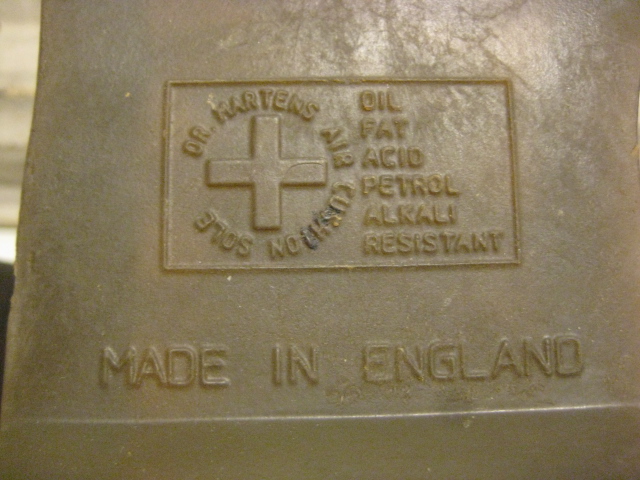 DR. MARTENS AIR CUSHION SOLE
OIL
FAT
ACID
PETROL
ALKALI
RESISTANT
MADE IN ENGLAND